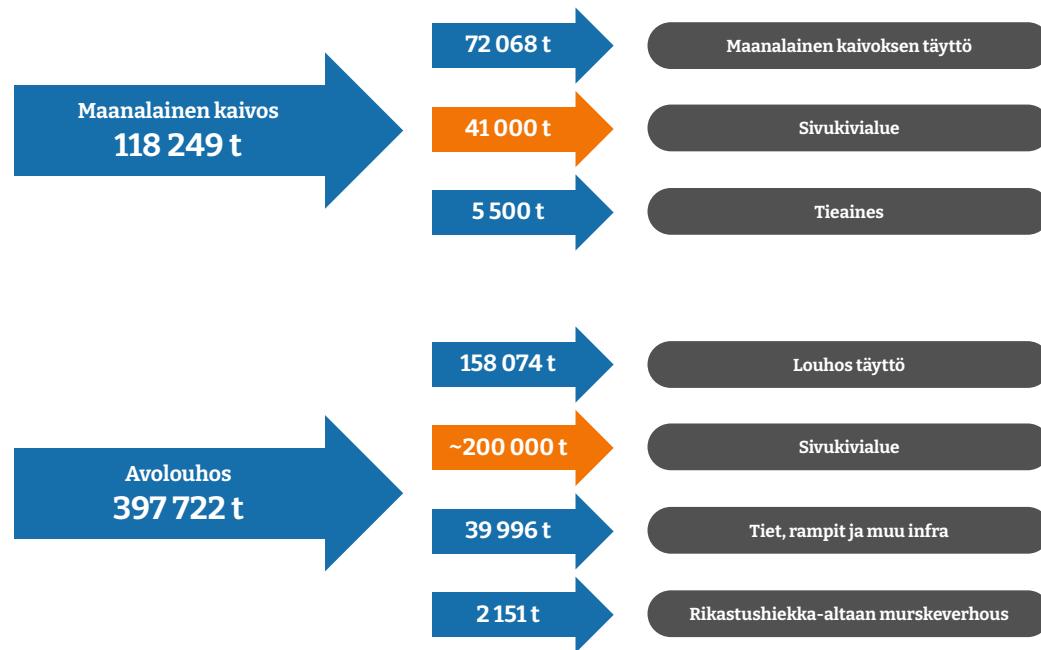 Maanalainen kaivos
118 249 t
72 068 t
Maanalainen kaivoksen täyttö
41 000 t
Sivukivialue
5 500 t
Tieaines
Avolouhos
397 722 t
158 074 t
Louhos täyttö
~200 000 t
Sivukivialue
39 996 t
Tiet, rampit ja muu infra
2 151 t
Rikastushiekka-altaan murskeverhous